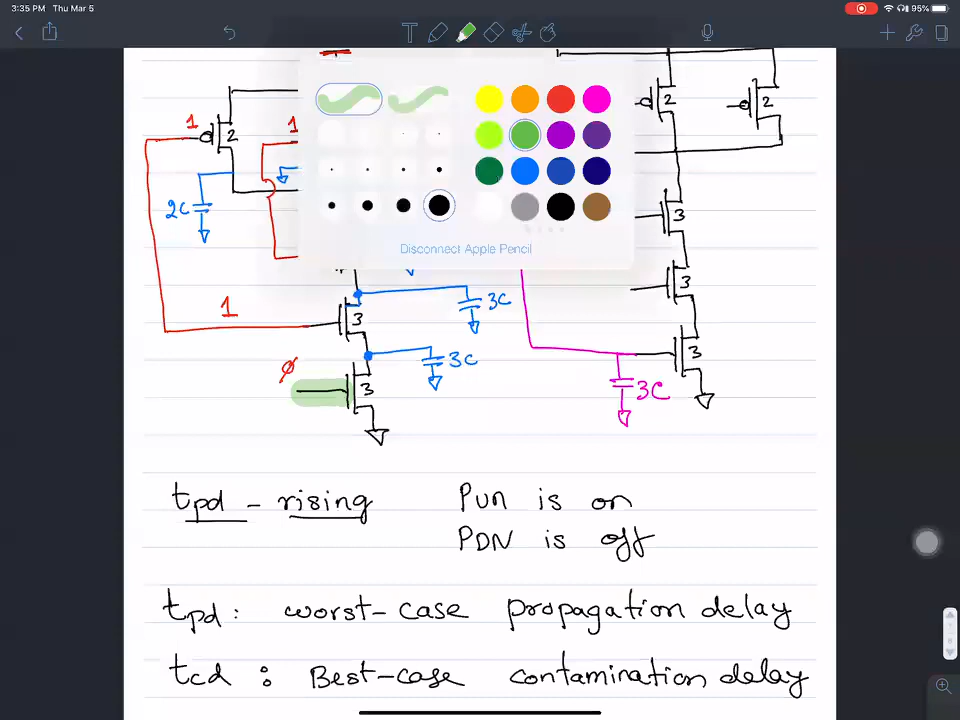 3:35 PM Thu Mar 5
95%
T
1
2
1
2
2
2C
Disconnect Apple Pencil
3
3
1
3
3C
3
3C
3
ø
3
3C
tpd - rising PUN is on
PDN is off
tpd: worst-case propagation delay
tcd : Best-case contamination delay